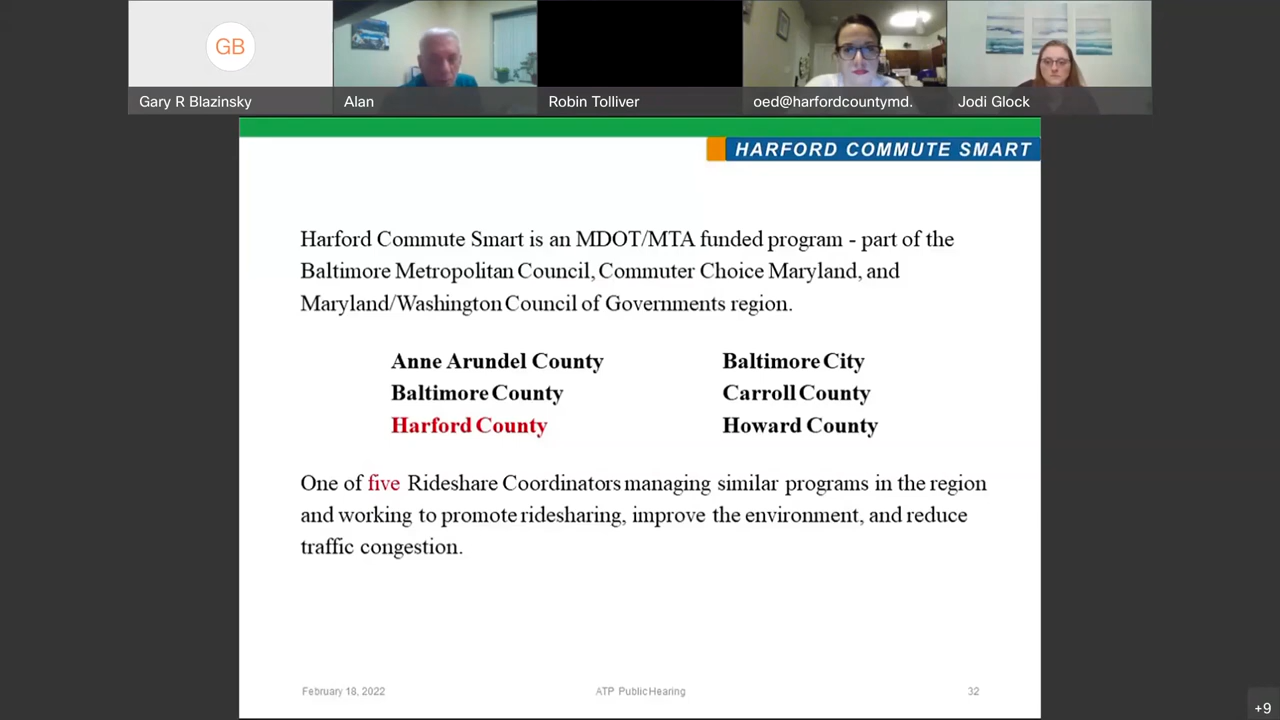 GB
Gary R Blazinsky
Alan
Robin Tolliver
oed@harfordcountymd.
Jodi Glock
HARFORD COMMUTE SMART
Harford Commute Smart is an MDOT/MTA funded program - part of the
Baltimore Metropolitan Council, Commuter Choice Maryland, and
Maryland/Washington Council of Governments region.
Anne Arundel County
Baltimore City
Baltimore County
Carroll County
Harford County
Howard County
One of five Rideshare Coordinators managing similar programs in the region
and working to promote ridesharing, improve the environment, and reduce
traffic congestion.
February 18, 2022
ATP Public Hearing
32
+9